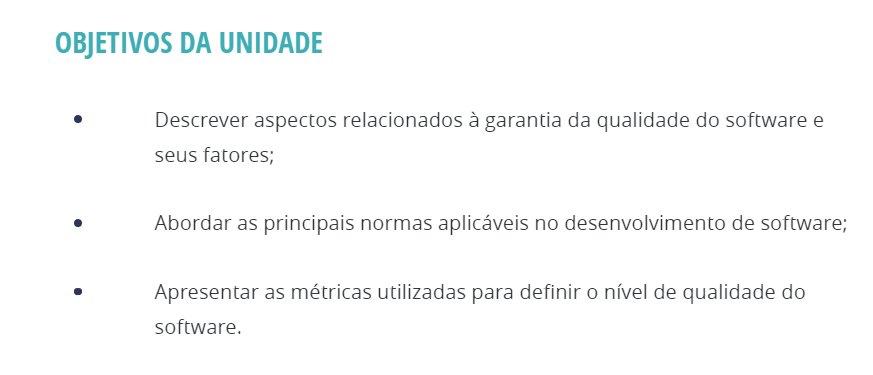 OBJETIVOS DA UNIDADE
• Descrever aspectos relacionados à garantia da qualidade do software e
seus fatores;
• Abordar as principais normas aplicáveis no desenvolvimento de software;
• Apresentar as métricas utilizadas para definir o nível de qualidade do
software.